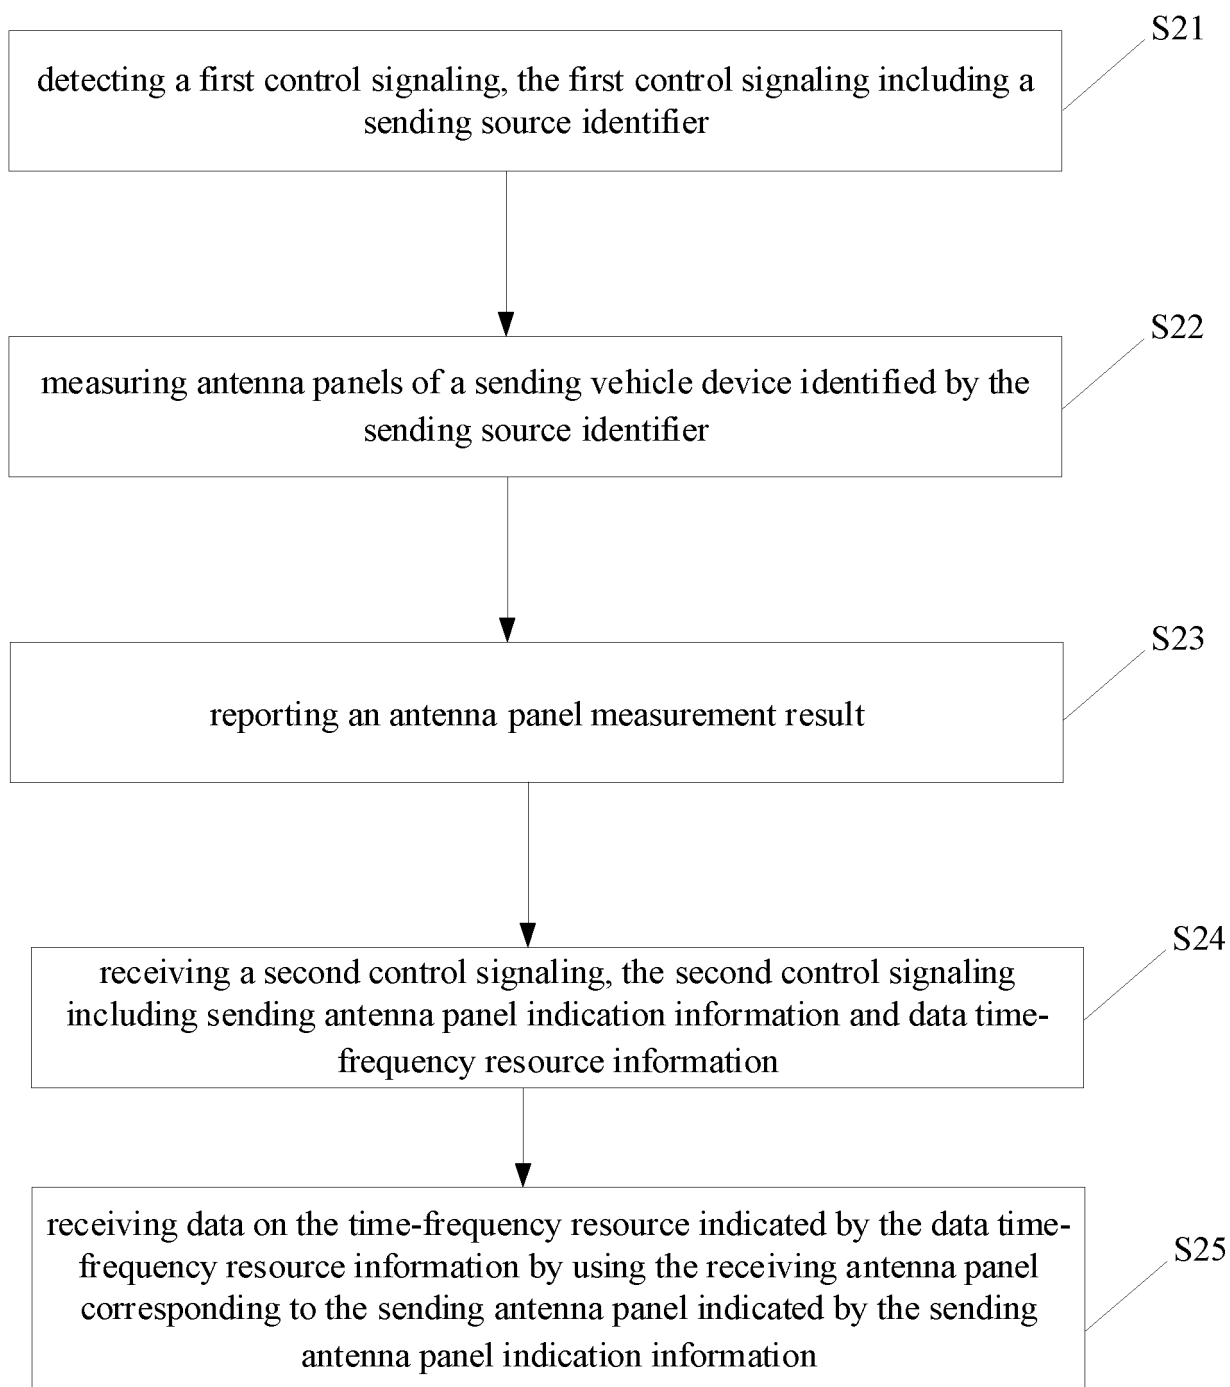 S21
detecting a first control signaling, the first control signaling including a
sending source identifier
S22
measuring antenna panels of a sending vehicle device identified by the
sending source identifier
S23
reporting an antenna panel measurement result
S24
receiving a second control signaling, the second control signaling
including sending antenna panel indication information and data time-
frequency resource information
S25
receiving data on the time-frequency resource indicated by the data time-
frequency resource information by using the receiving antenna panel
corresponding to the sending antenna panel indicated by the sending
antenna panel indication information